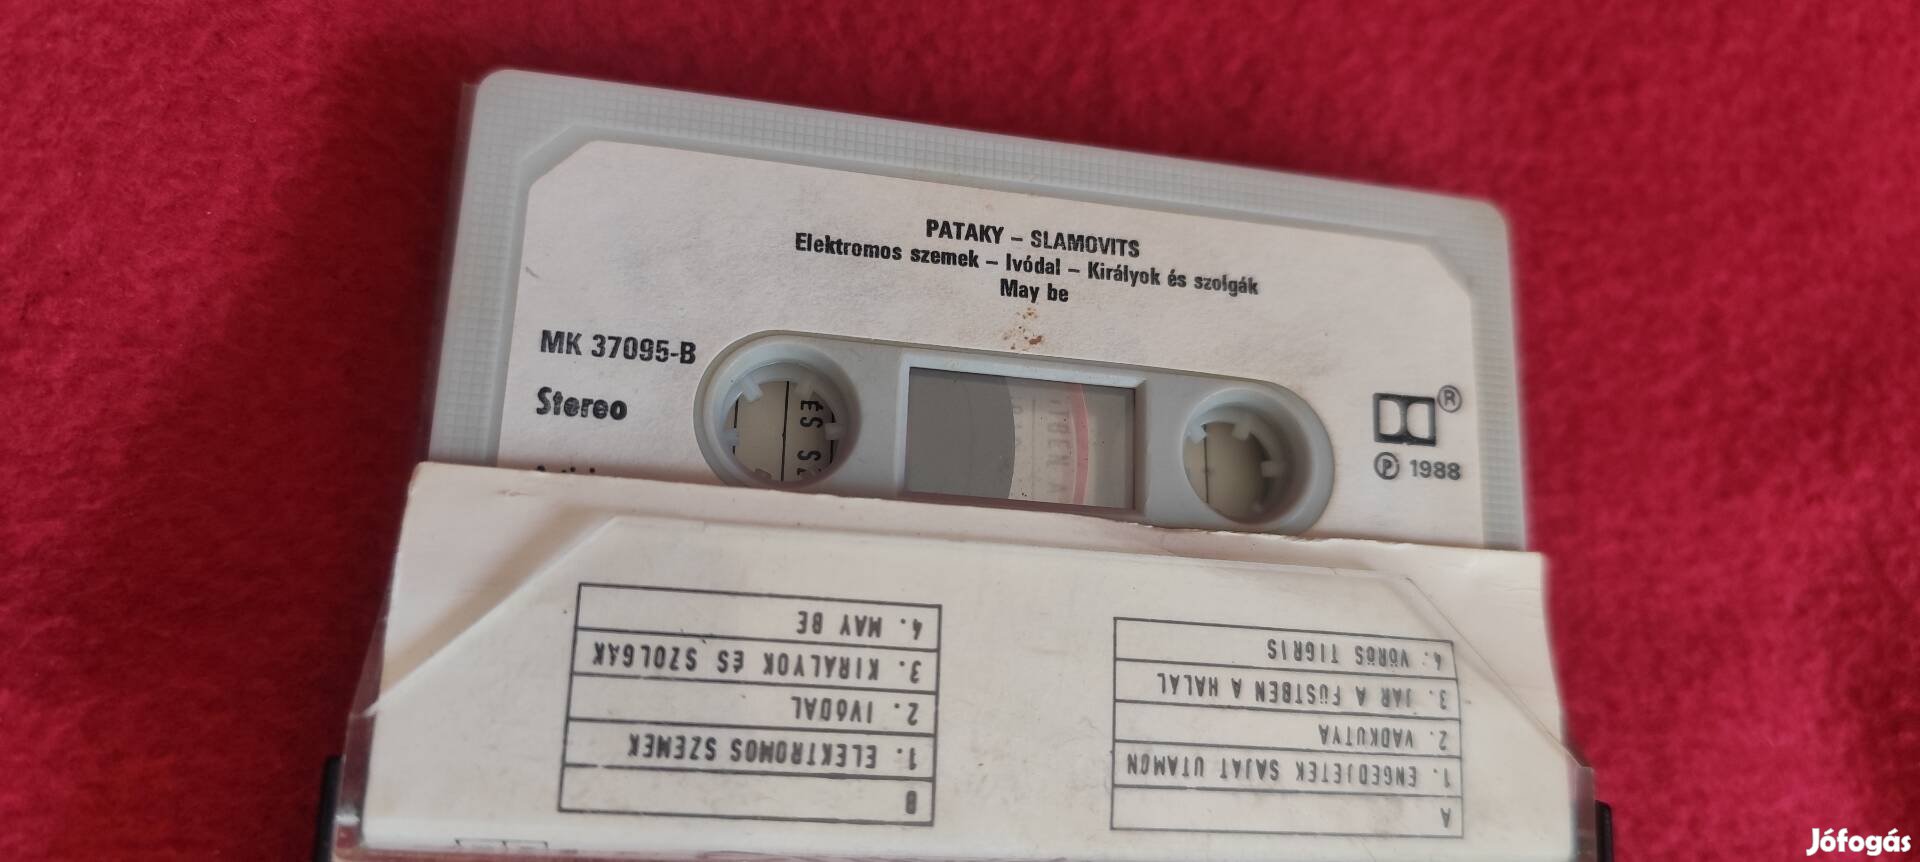 PATAKY – SLAMOVITS
Elektromos szemek – Ivódal – Királyok és szolgák
May be
MK 37095-B
Stereo
ÉS SZ
R
P 1988
A
1. ENGEDJETEK SAJÁT UTAMON
2. VADKUTYA
3. JÁR A FÜSTBEN A HALÁL
4. VÖRÖS TIGRIS
B
1. ELEKTROMOS SZEMEK
2. IVÓDAL
3. KIRÁLYOK ÉS SZOLGÁK
4. MAY BE
Jófogás